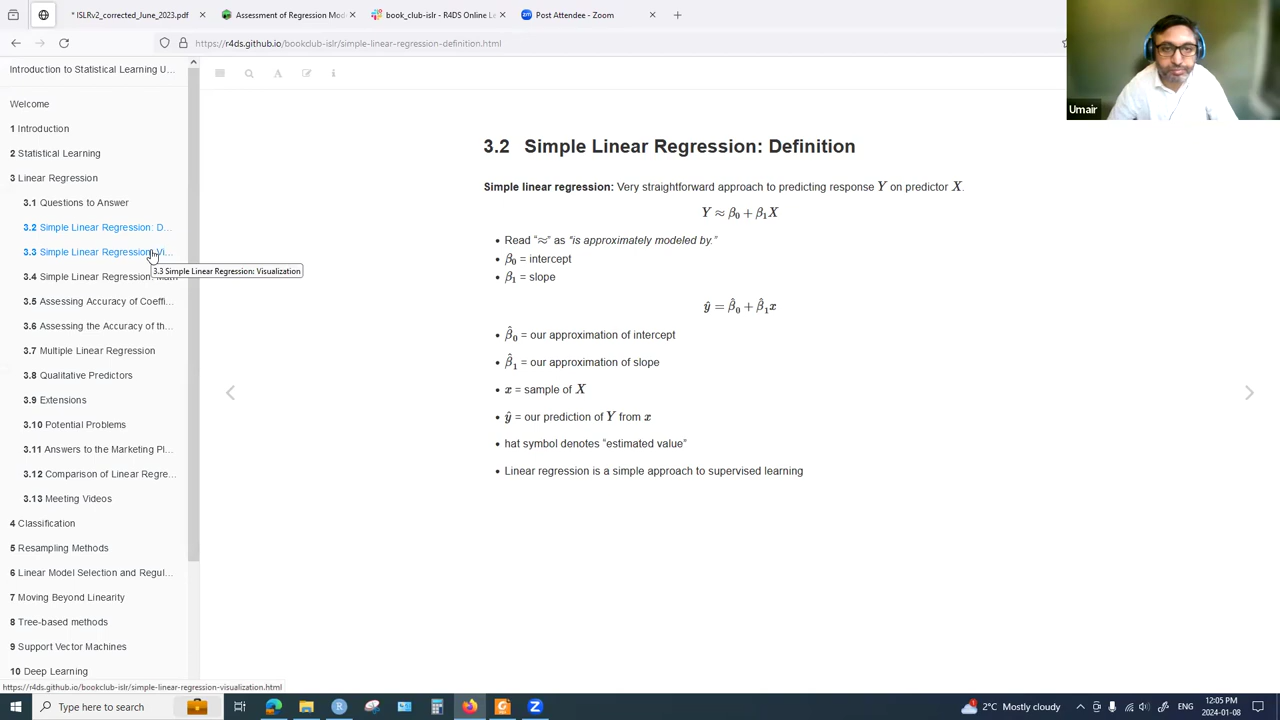 * ISLRv2_corrected_June_2023.pdf
Assessment of Regression Mod
book_club-islr - R4DS Online Le
Post Attendee - Zoom
https://r4ds.github.io/bookclub-islr/simple-linear-regression-definition.html
Umair
Introduction to Statistical Learning U...
Welcome
1 Introduction
2 Statistical Learning
3 Linear Regression
3.1 Questions to Answer
3.2 Simple Linear Regression: D...
3.3 Simple Linear Regression: Vi...
3.3 Simple Linear Regression: Visualization
3.4 Simple Linear Regression: Math
3.5 Assessing Accuracy of Coeffi...
3.6 Assessing the Accuracy of th...
3.7 Multiple Linear Regression
3.8 Qualitative Predictors
3.9 Extensions
3.10 Potential Problems
3.11 Answers to the Marketing Pl...
3.12 Comparison of Linear Regre...
3.13 Meeting Videos
4 Classification
5 Resampling Methods
6 Linear Model Selection and Regul...
7 Moving Beyond Linearity
8 Tree-based methods
9 Support Vector Machines
10 Deep Learning
https://r4ds.github.io/bookclub-islr/simple-linear-regression-visualization.html
3.2 Simple Linear Regression: Definition
Simple linear regression: Very straightforward approach to predicting response Y on predictor X.
Y ≈ β₀ + β₁X
• Read “≈” as “is approximately modeled by.”
• β₀ = intercept
• β₁ = slope
ŷ = β̂₀ + β̂₁x
• β̂₀ = our approximation of intercept
• β̂₁ = our approximation of slope
• x = sample of X
• ŷ = our prediction of Y from x
• hat symbol denotes “estimated value”
• Linear regression is a simple approach to supervised learning
Type here to search
2°C Mostly cloudy
ENG
12:05 PM
2024-01-08